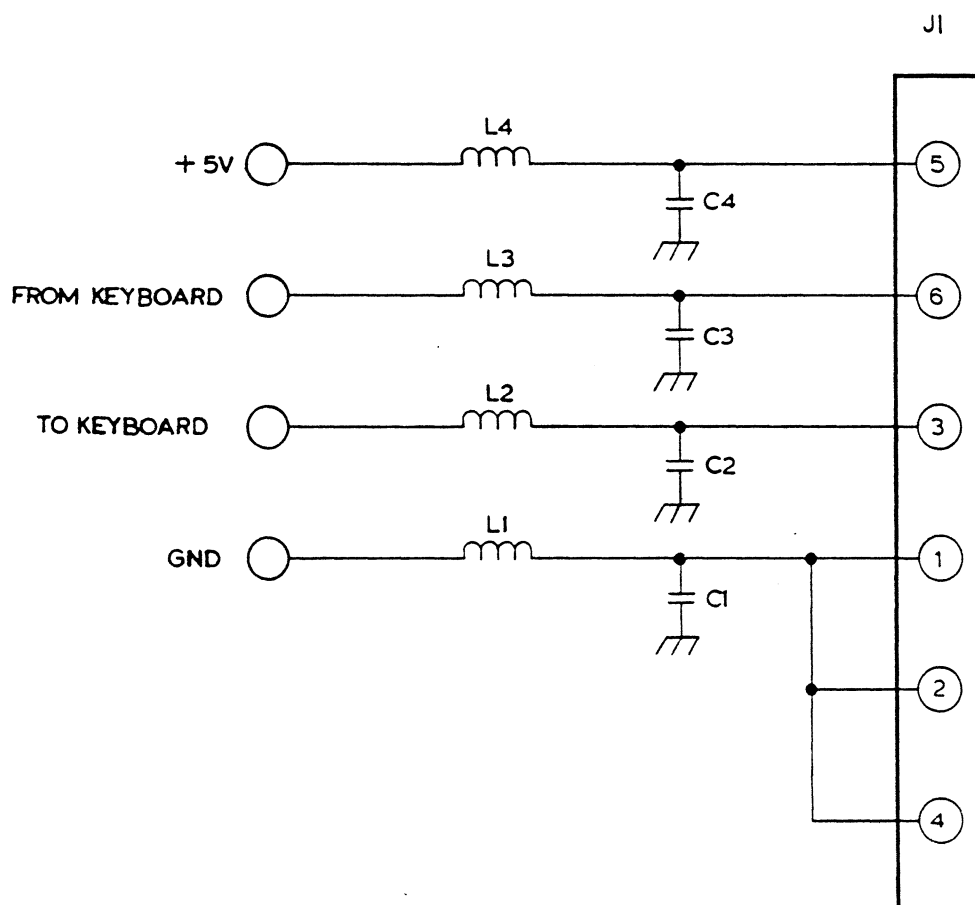 J1
L4
+ 5V
5
C4
L3
FROM KEYBOARD
6
C3
L2
TO KEYBOARD
3
C2
L1
GND
1
C1
2
4